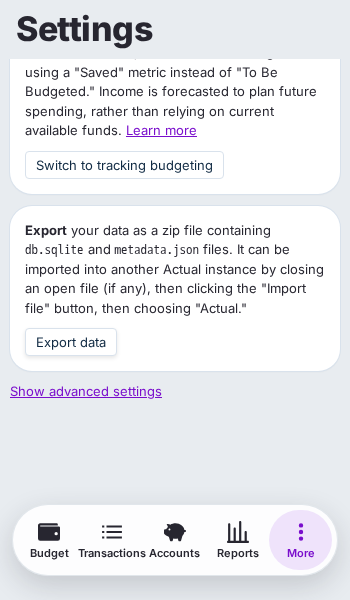 Settings
using a "Saved" metric instead of "To Be
Budgeted." Income is forecasted to plan future
spending, rather than relying on current
available funds. Learn more
Switch to tracking budgeting
Export your data as a zip file containing
db.sqlite and metadata.json files. It can be
imported into another Actual instance by closing
an open file (if any), then clicking the "Import
file" button, then choosing "Actual."
Export data
Show advanced settings
Budget Transactions Accounts Reports More